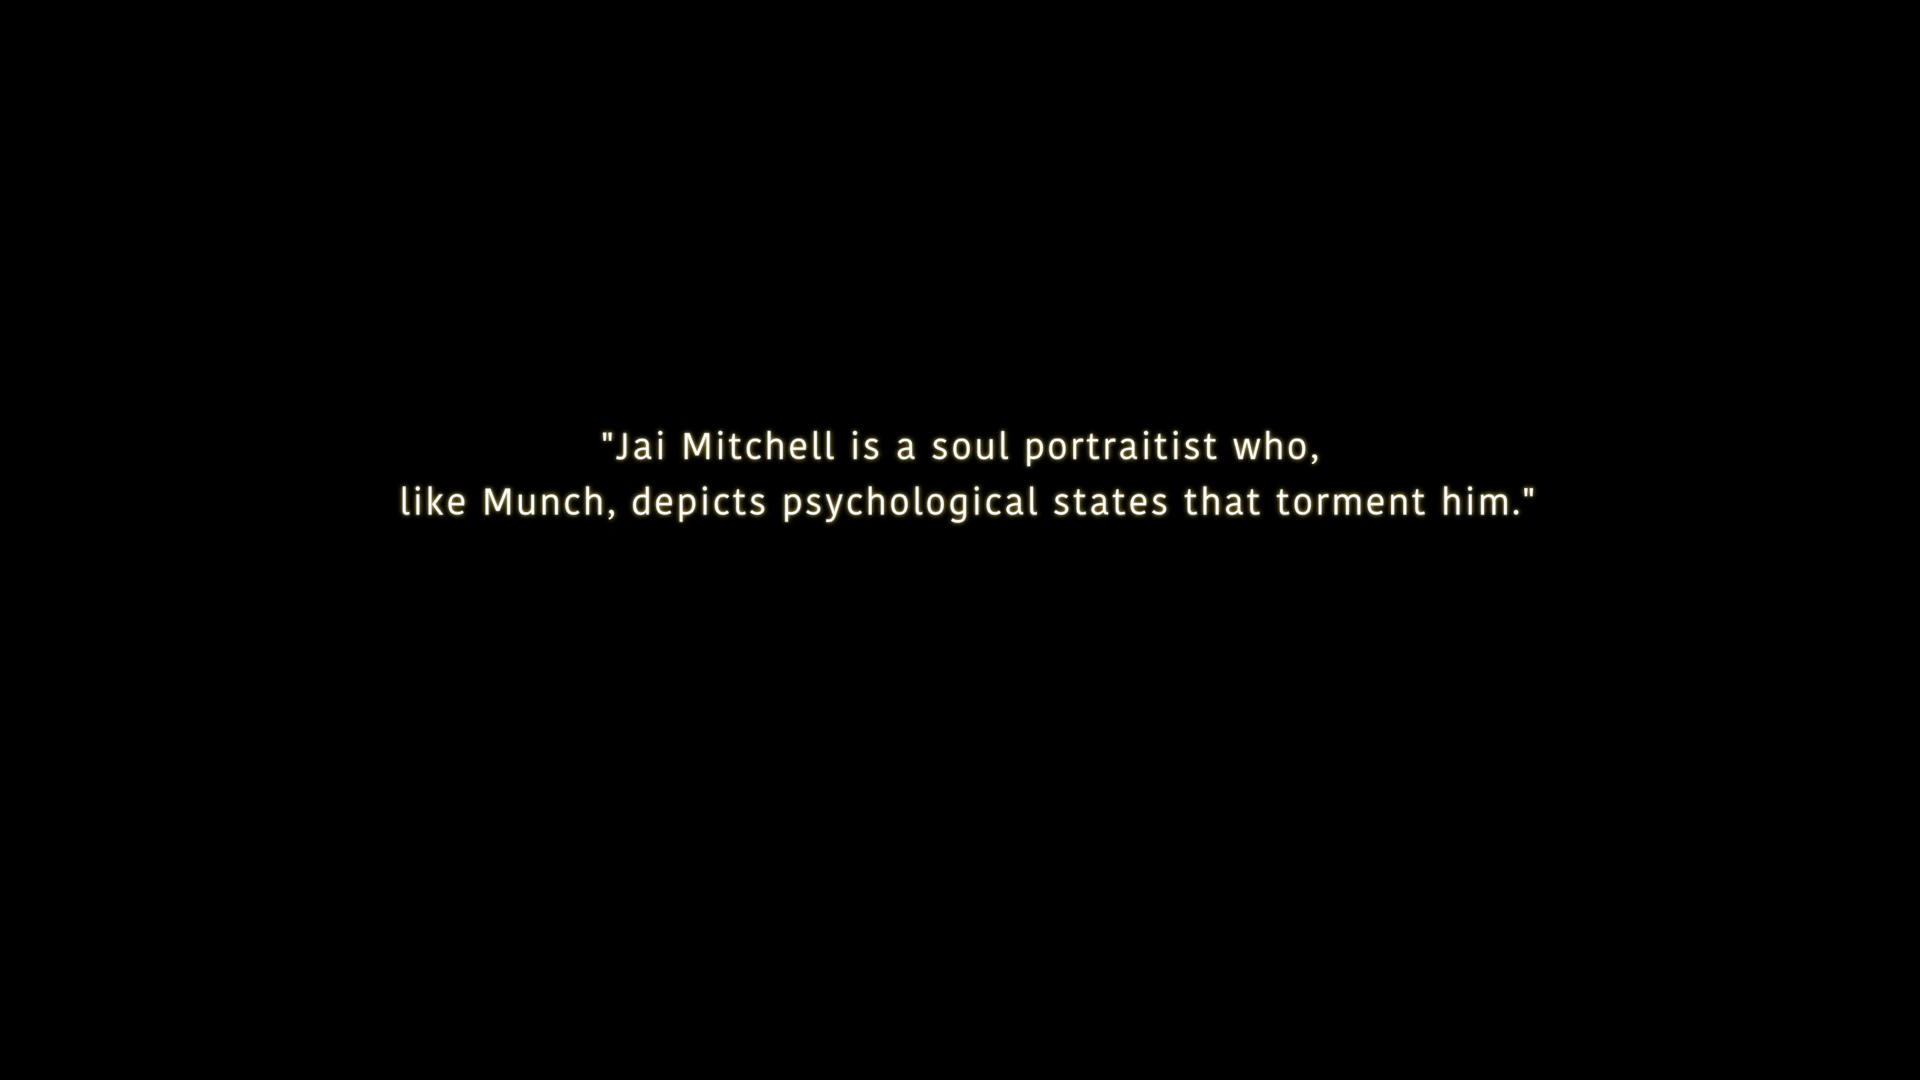 "Jai Mitchell is a soul portraitist who,
like Munch, depicts psychological states that torment him."